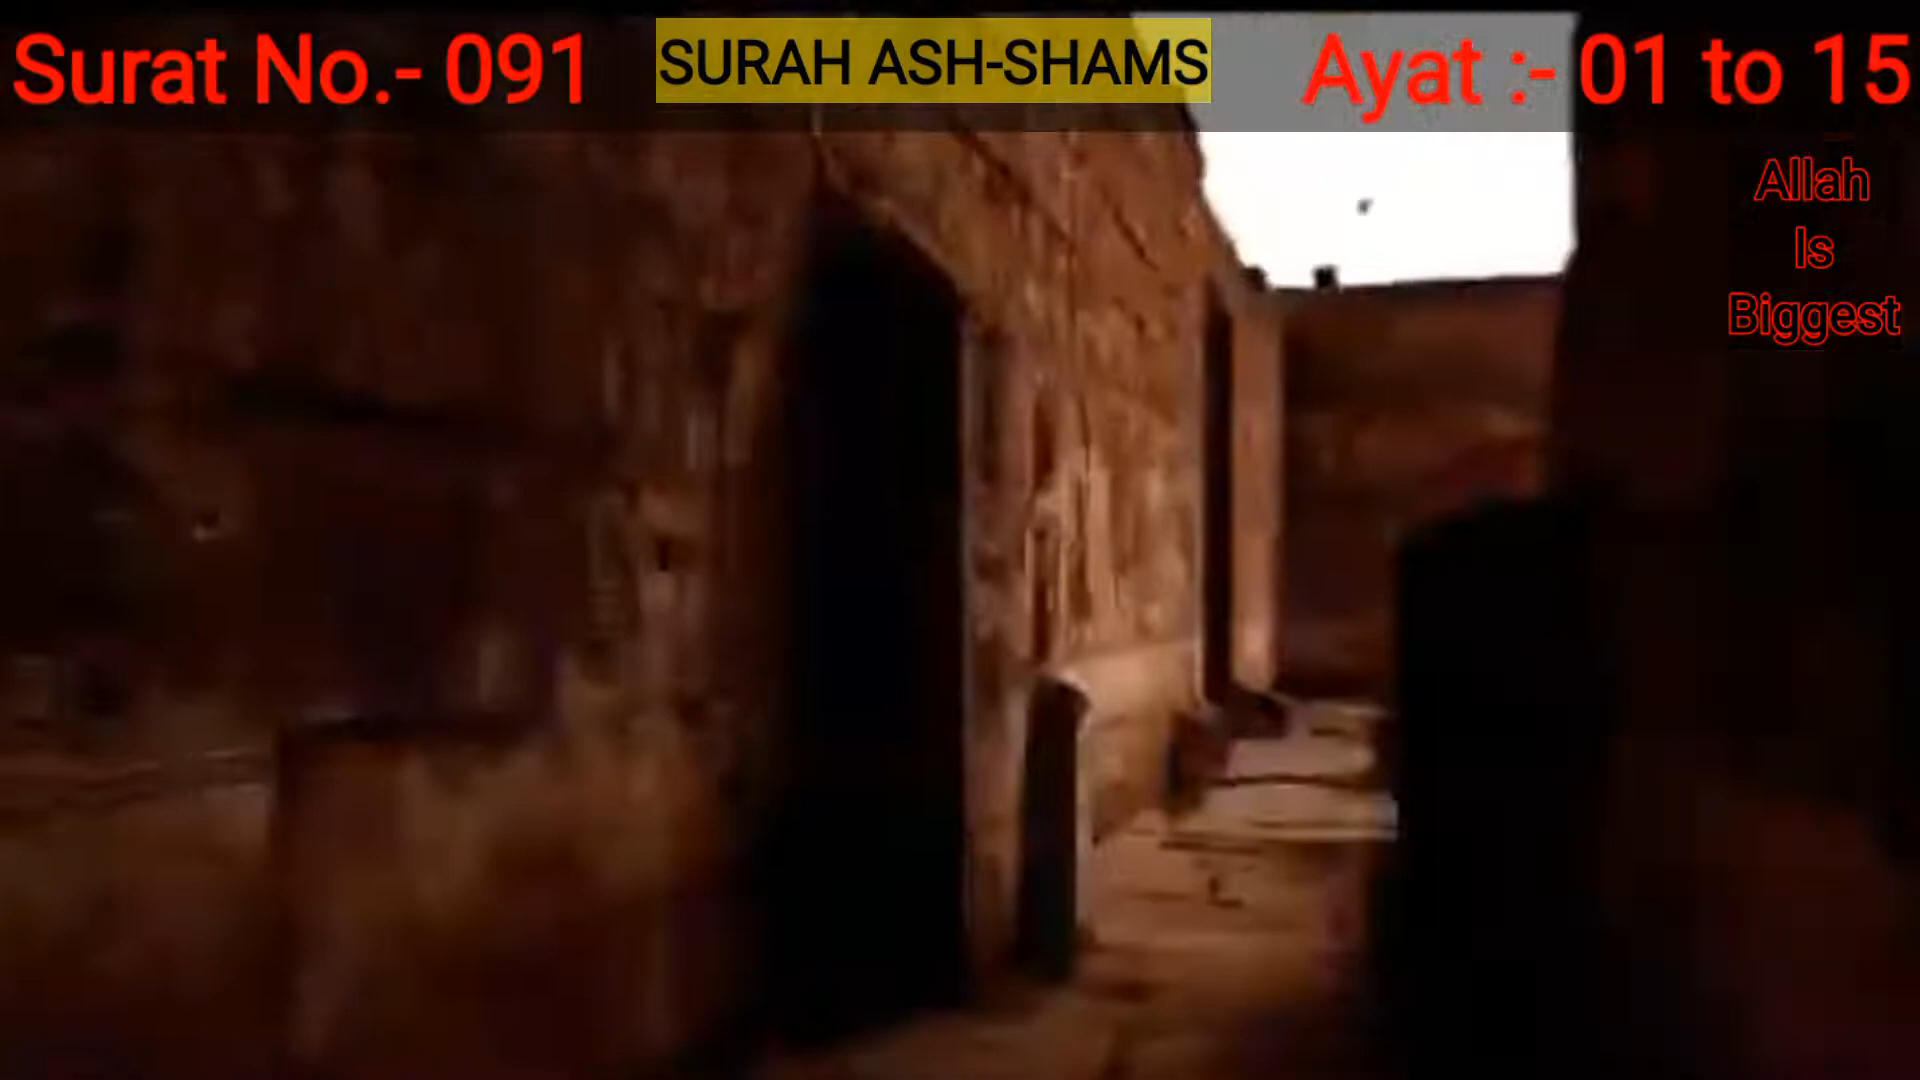 Surat No.- 091
SURAH ASH-SHAMS
Ayat :- 01 to 15
Allah
Is
Biggest